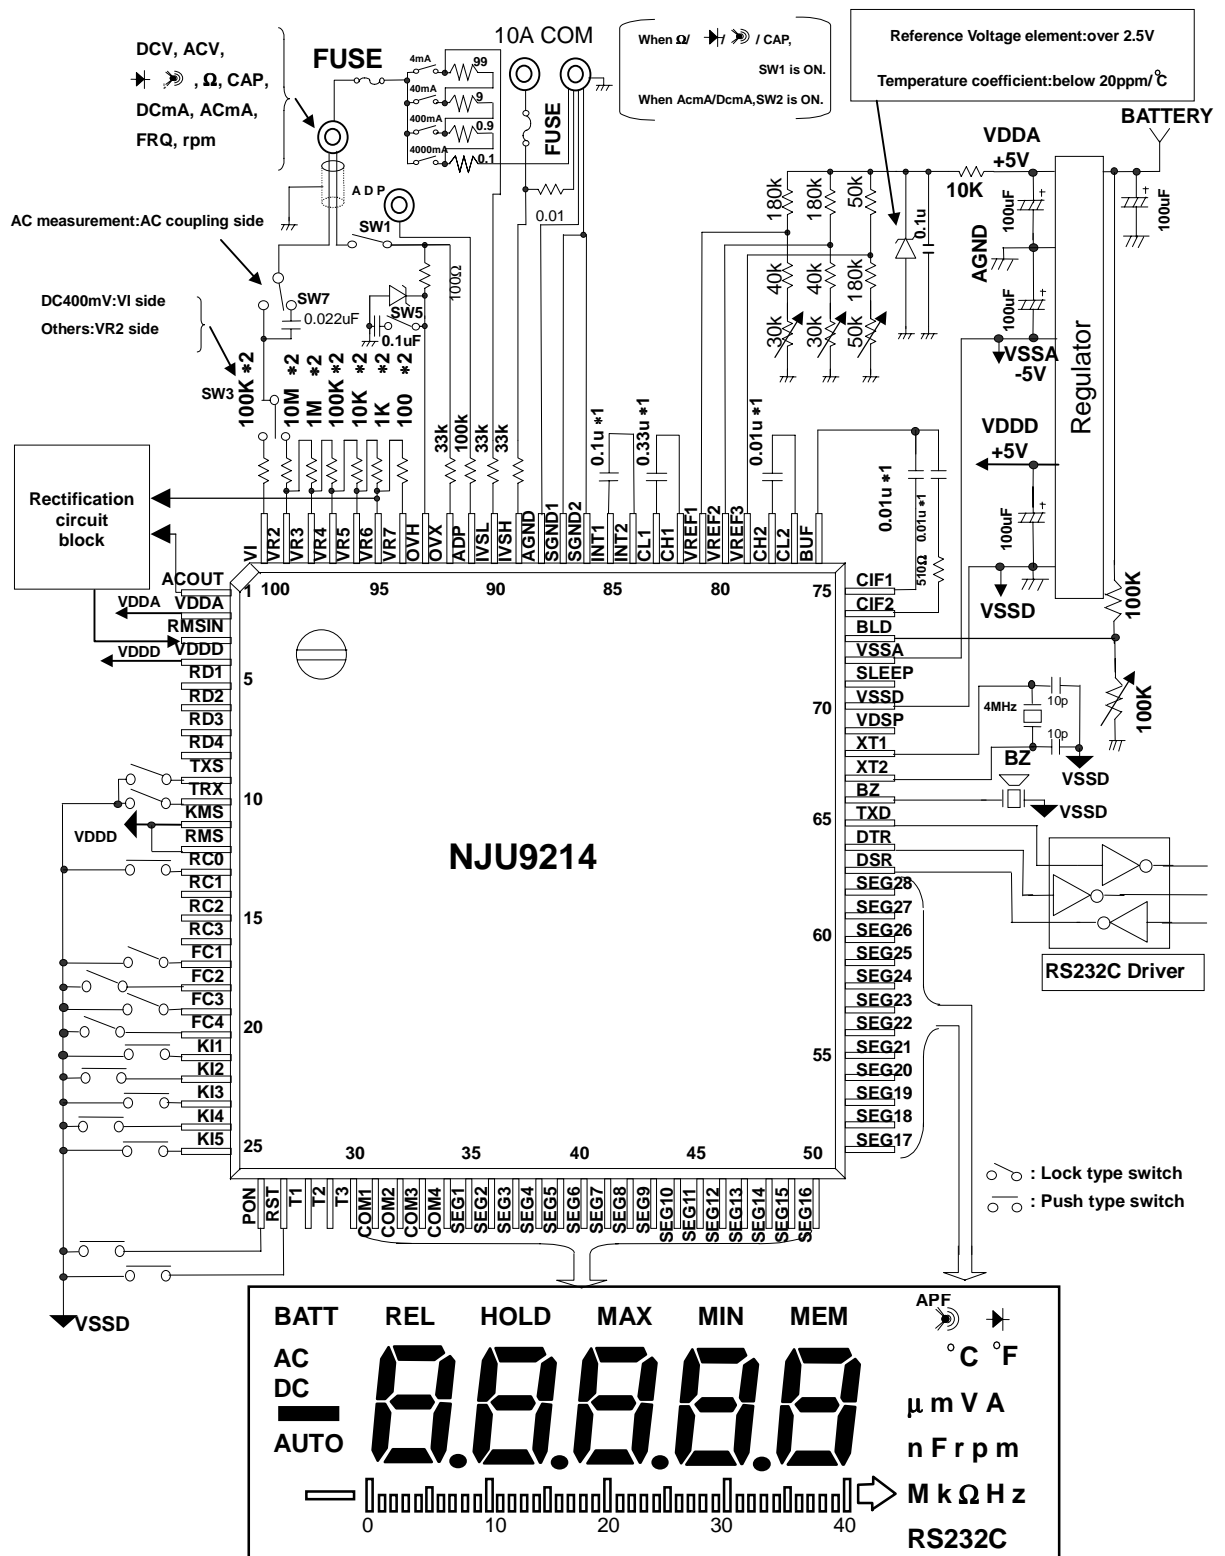 DCV, ACV,
, Ω, CAP,
DCmA, ACmA,
FRQ, rpm
FUSE
4mA
99
40mA
9
400mA
0.9
4000mA
0.1
10A COM
FUSE
0.01
When Ω/ / / CAP,
SW1 is ON.
When AcmA/DcmA,SW2 is ON.
Reference Voltage element:over 2.5V
Temperature coefficient:below 20ppm/°C
BATTERY
VDDA
+5V
10K
100uF
100uF
AGND
100uF
VSSA
-5V
Regulator
VDDD
+5V
100uF
VSSD
100K
100K
180k
180k
50k
0.1u
40k
40k
180k
30k
30k
50k
A D P
AC measurement:AC coupling side
SW1
DC400mV:VI side
Others:VR2 side
SW7
0.022uF
SW5
0.1uF
100Ω
SW3
100K *2
10M *2
1M *2
100K *2
10K *2
1K *2
100 *2
33k
100k
33k
33k
0.1u *1
0.33u *1
0.01u *1
0.01u *1
0.01u *1
510Ω
Rectification
circuit
block
VI
VR2
VR3
VR4
VR5
VR6
VR7
OVH
OVX
ADP
IVSL
IVSH
AGND
SGND1
SGND2
INT1
INT2
CL1
CH1
VREF1
VREF2
VREF3
CH2
CL2
BUF
1 100 95 90 85 80 75
ACOUT
VDDA VDDA
RMSIN
VDDD VDDD
RD1
5
RD2
RD3
RD4
TXS
TRX
10
KMS
VDDD
RMS
RC0
RC1
RC2
15
RC3
FC1
FC2
FC3
FC4
20
KI1
KI2
KI3
KI4
KI5
25
NJU9214
CIF1
CIF2
BLD
VSSA
SLEEP
VSSD
70
VDSP
XT1
XT2
BZ
65
TXD
DTR
DSR
SEG28
SEG27
60
SEG26
SEG25
SEG24
SEG23
SEG22
55
SEG21
SEG20
SEG19
SEG18
SEG17
4MHz
10p
10p
VSSD
BZ
VSSD
RS232C Driver
30 35 40 45 50
PON
RST
T1
T2
T3
COM1
COM2
COM3
COM4
SEG1
SEG2
SEG3
SEG4
SEG5
SEG6
SEG7
SEG8
SEG9
SEG10
SEG11
SEG12
SEG13
SEG14
SEG15
SEG16
: Lock type switch
: Push type switch
VSSD
BATT REL HOLD MAX MIN MEM
APF
AC
DC
AUTO
8.8.8.8.8
°C °F
μ m V A
n F r p m
M k Ω H z
RS232C
0 10 20 30 40